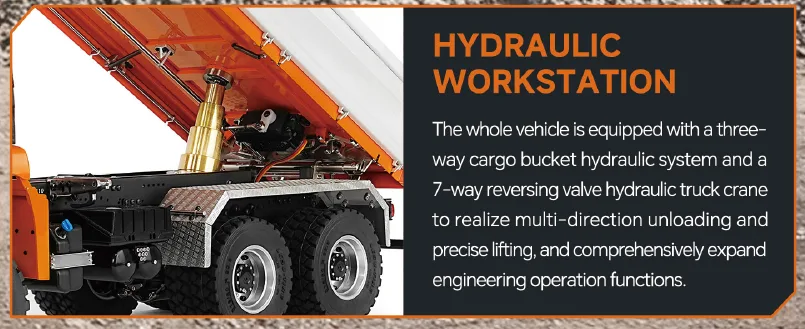 HYDRAULIC
WORKSTATION
The whole vehicle is equipped with a three-
way cargo bucket hydraulic system and a
7-way reversing valve hydraulic truck crane
to realize multi-direction unloading and
precise lifting, and comprehensively expand
engineering operation functions.